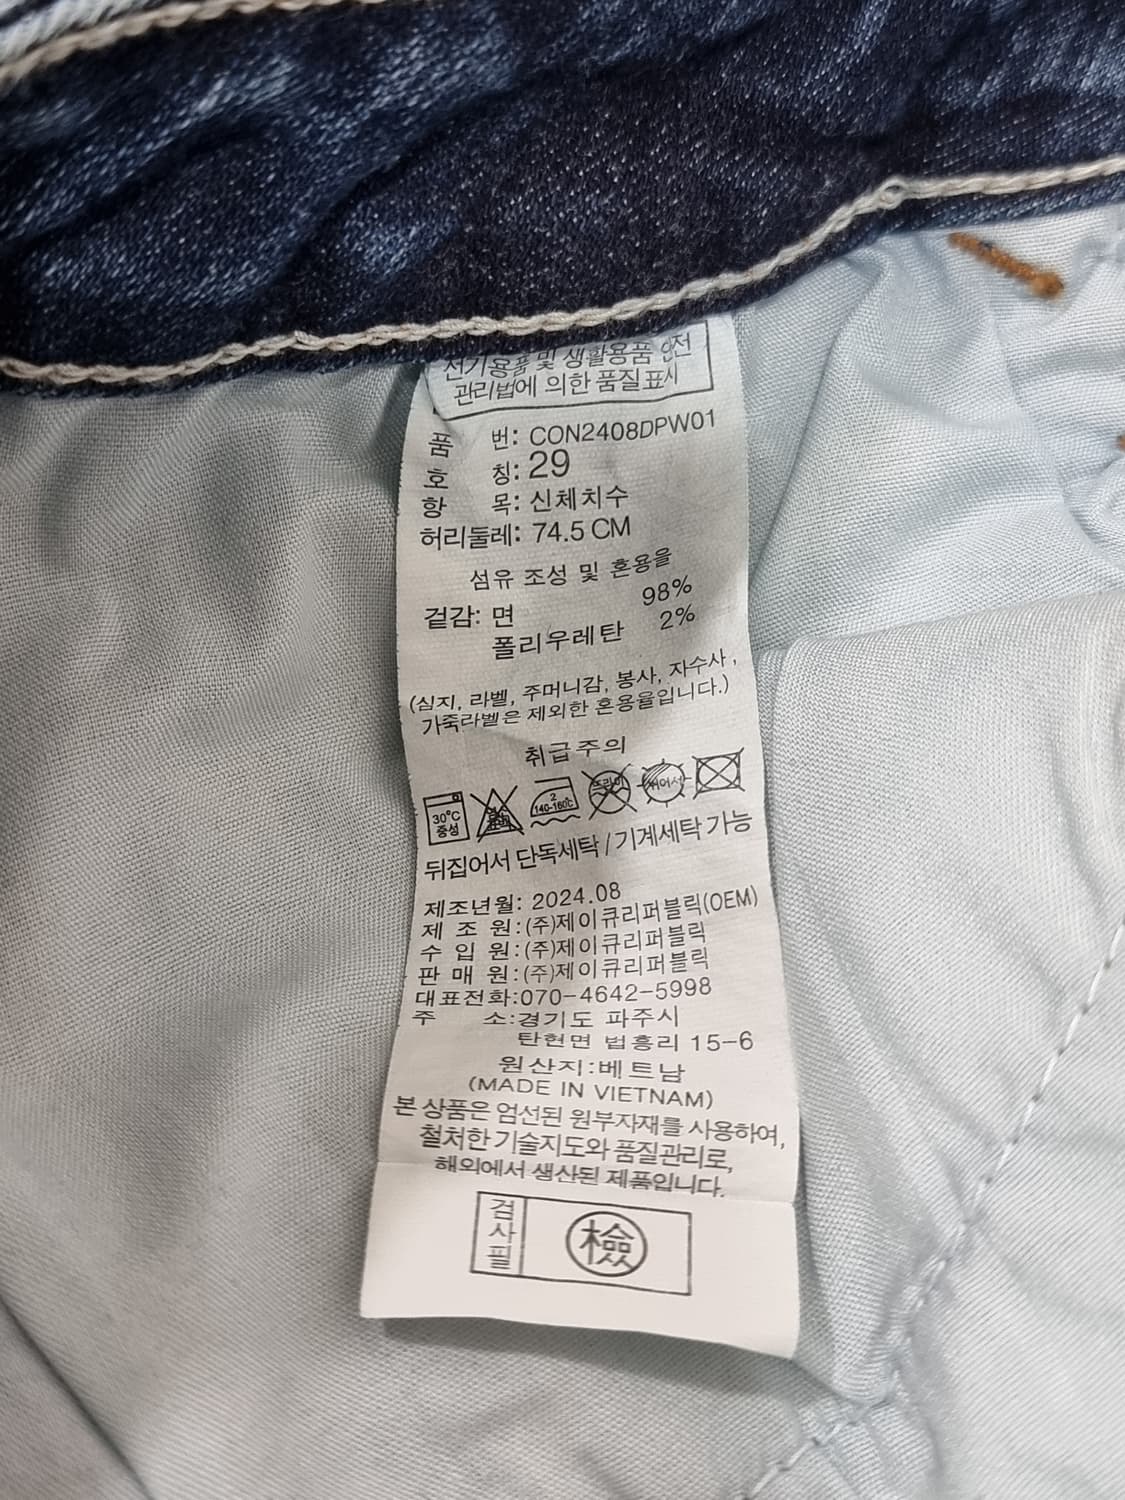 전기용품 및 생활용품 안전
관리법에 의한 품질표시
품 번: CON2408DPW01
호 칭: 29
항 목: 신체치수
허리둘레: 74.5 CM
섬유 조성 및 혼용율
겉감: 면 98%
폴리우레탄 2%
(심지, 라벨, 주머니감, 봉사, 자수사,
가죽라벨은 제외한 혼용율입니다.)
취급주의
30°C 중성
염소 표백
2 140-160°C
드라이
뉘어서
뒤집어서 단독세탁 / 기계세탁 가능
제조년월: 2024.08
제 조 원: (주)제이큐리퍼블릭(OEM)
수 입 원: (주)제이큐리퍼블릭
판 매 원: (주)제이큐리퍼블릭
대표전화:070-4642-5998
주 소:경기도 파주시
탄현면 법흥리 15-6
원산지:베트남
(MADE IN VIETNAM)
본 상품은 엄선된 원부자재를 사용하여,
철저한 기술지도와 품질관리로,
해외에서 생산된 제품입니다.
검사필 檢